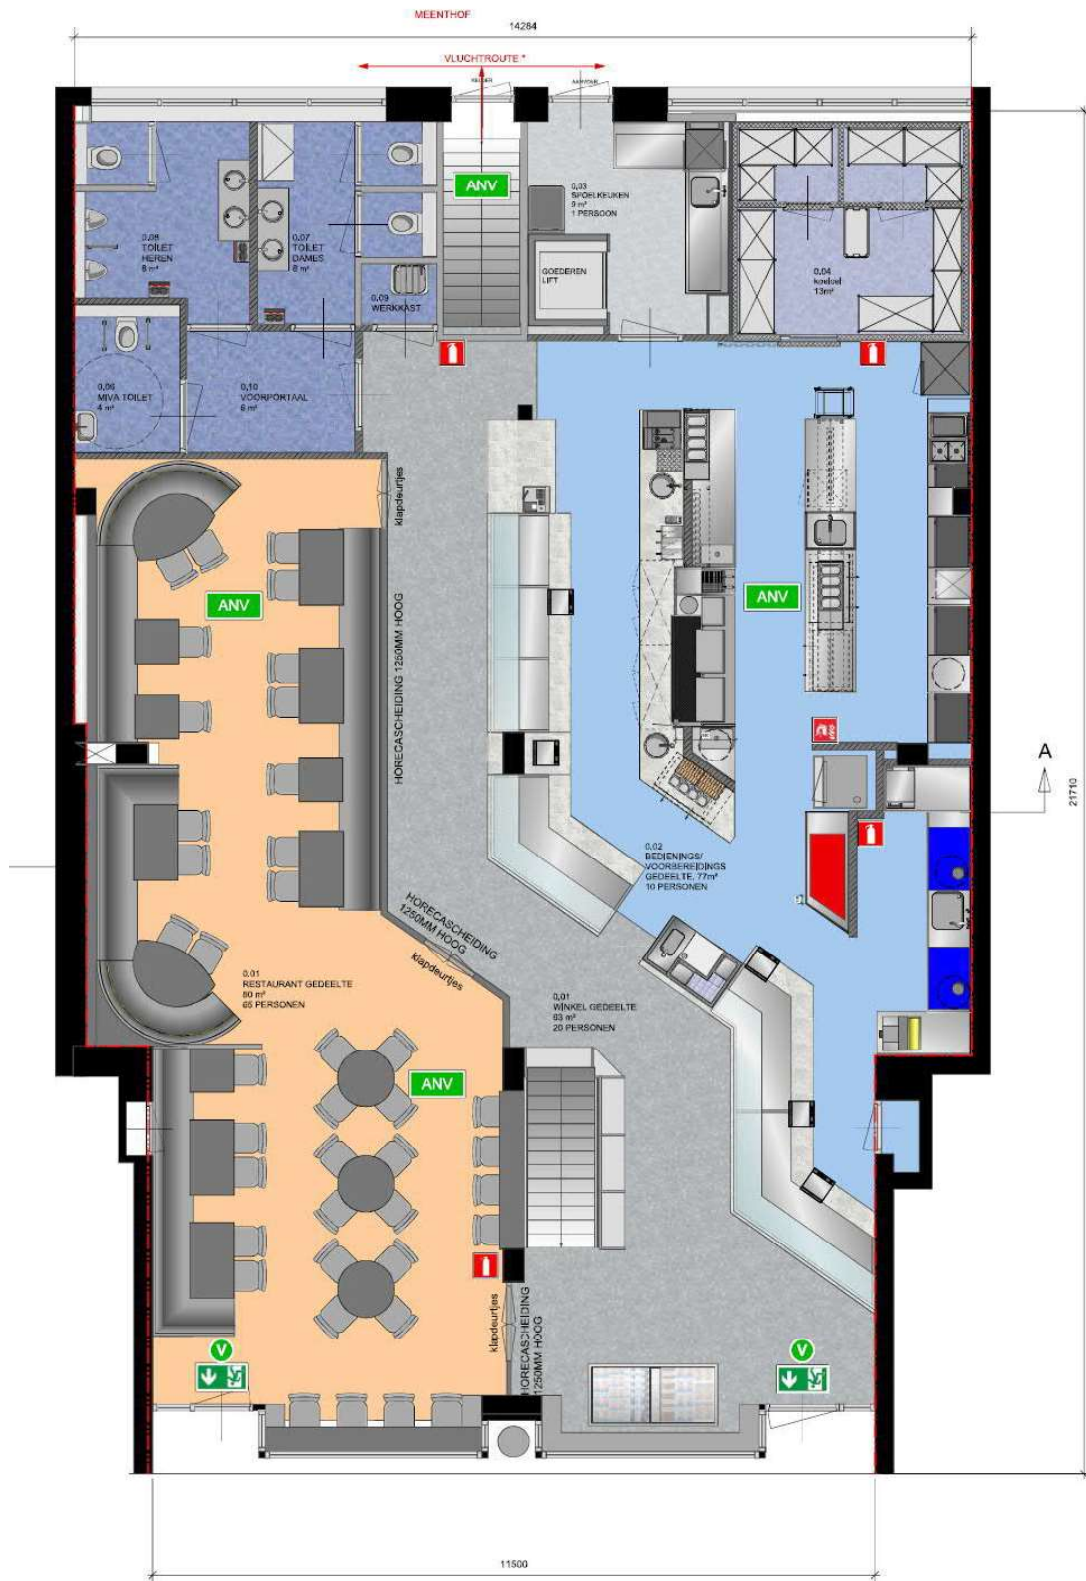 MEENTHOF
14284
VLUCHTROUTE *
ANV
0.03
SPOELKEUKEN
9 m²
1 PERSOON
0.08
TOILET
HEREN
8 m²
0.07
TOILET
DAMES
8 m²
0.09
WERKKAST
GOEDEREN
LIFT
0.04
koelcel
13m²
0.06
MIVA TOILET
4 m²
0.10
VOORPORTAAL
6 m²
klapdeurtjes
HORECASCHEIDING 1250MM HOOG
ANV
ANV
A
21710
0.02
BEDIENINGS/
VOORBEREIDINGS
GEDEELTE, 77m²
10 PERSONEN
HORECASCHEIDING
1250MM HOOG
klapdeurtjes
0.01
RESTAURANT GEDEELTE
80 m²
65 PERSONEN
0.01
WINKEL GEDEELTE
63 m²
20 PERSONEN
ANV
klapdeurtjes
HORECASCHEIDING
1250MM HOOG
V
V
11500